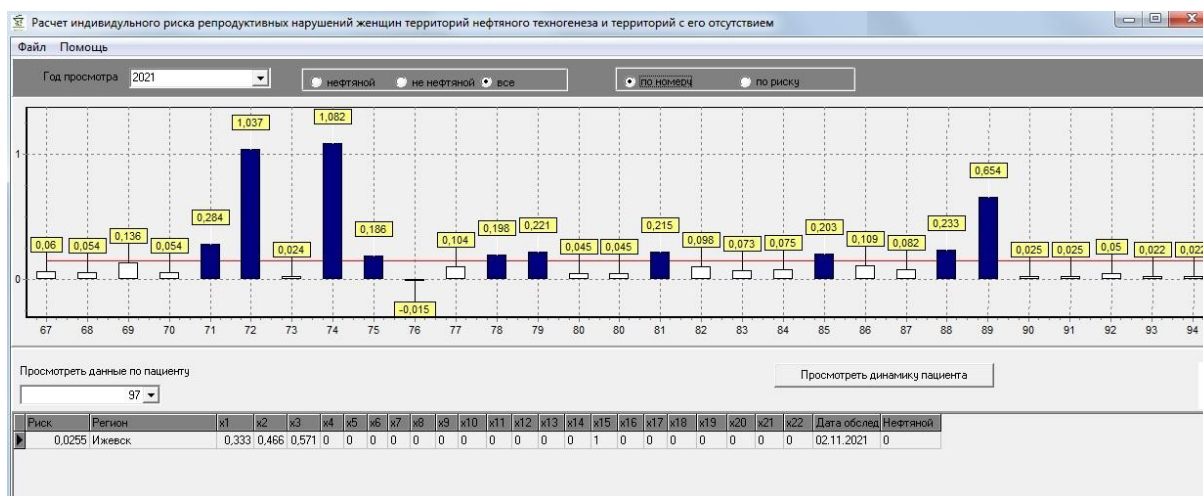 Расчет индивидульного риска репродуктивных нарушений женщин территорий нефтяного техногенеза и территорий с его отсутствием
Файл Помощь
Год просмотра 2021 нефтяной не нефтяной все по номеру по риску
1,037 1,082
1
0,654
0,284
0,136 0,186 0,198 0,221 0,215 0,203 0,233
0,06 0,054 0,054 0,024 0,104 0,045 0,045 0,098 0,073 0,075 0,109 0,082 0,025 0,025 0,05 0,022 0,022
0
-0,015
67 68 69 70 71 72 73 74 75 76 77 78 79 80 80 81 82 83 84 85 86 87 88 89 90 91 92 93 94
Просмотреть данные по пациенту
Просмотреть динамику пациента
97
Риск Регион x1 x2 x3 x4 x5 x6 x7 x8 x9 x10 x11 x12 x13 x14 x15 x16 x17 x18 x19 x20 x21 x22 Дата обслед Нефтяной
0,0255 Ижевск 0,333 0,466 0,571 0 0 0 0 0 0 0 0 0 0 0 1 0 0 0 0 0 0 0 02.11.2021 0